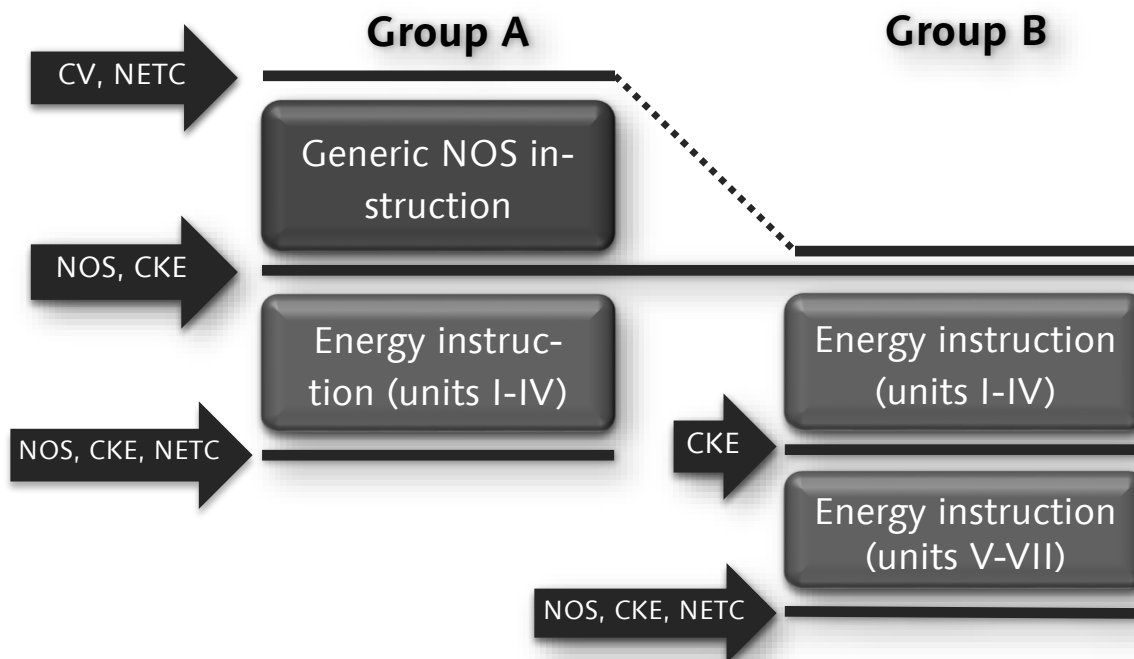 Group A
Group B
CV, NETC
Generic NOS in-
struction
NOS, CKE
Energy instruc-
tion (units I-IV)
Energy instruction
(units I-IV)
NOS, CKE, NETC
CKE
Energy instruction
(units V-VII)
NOS, CKE, NETC